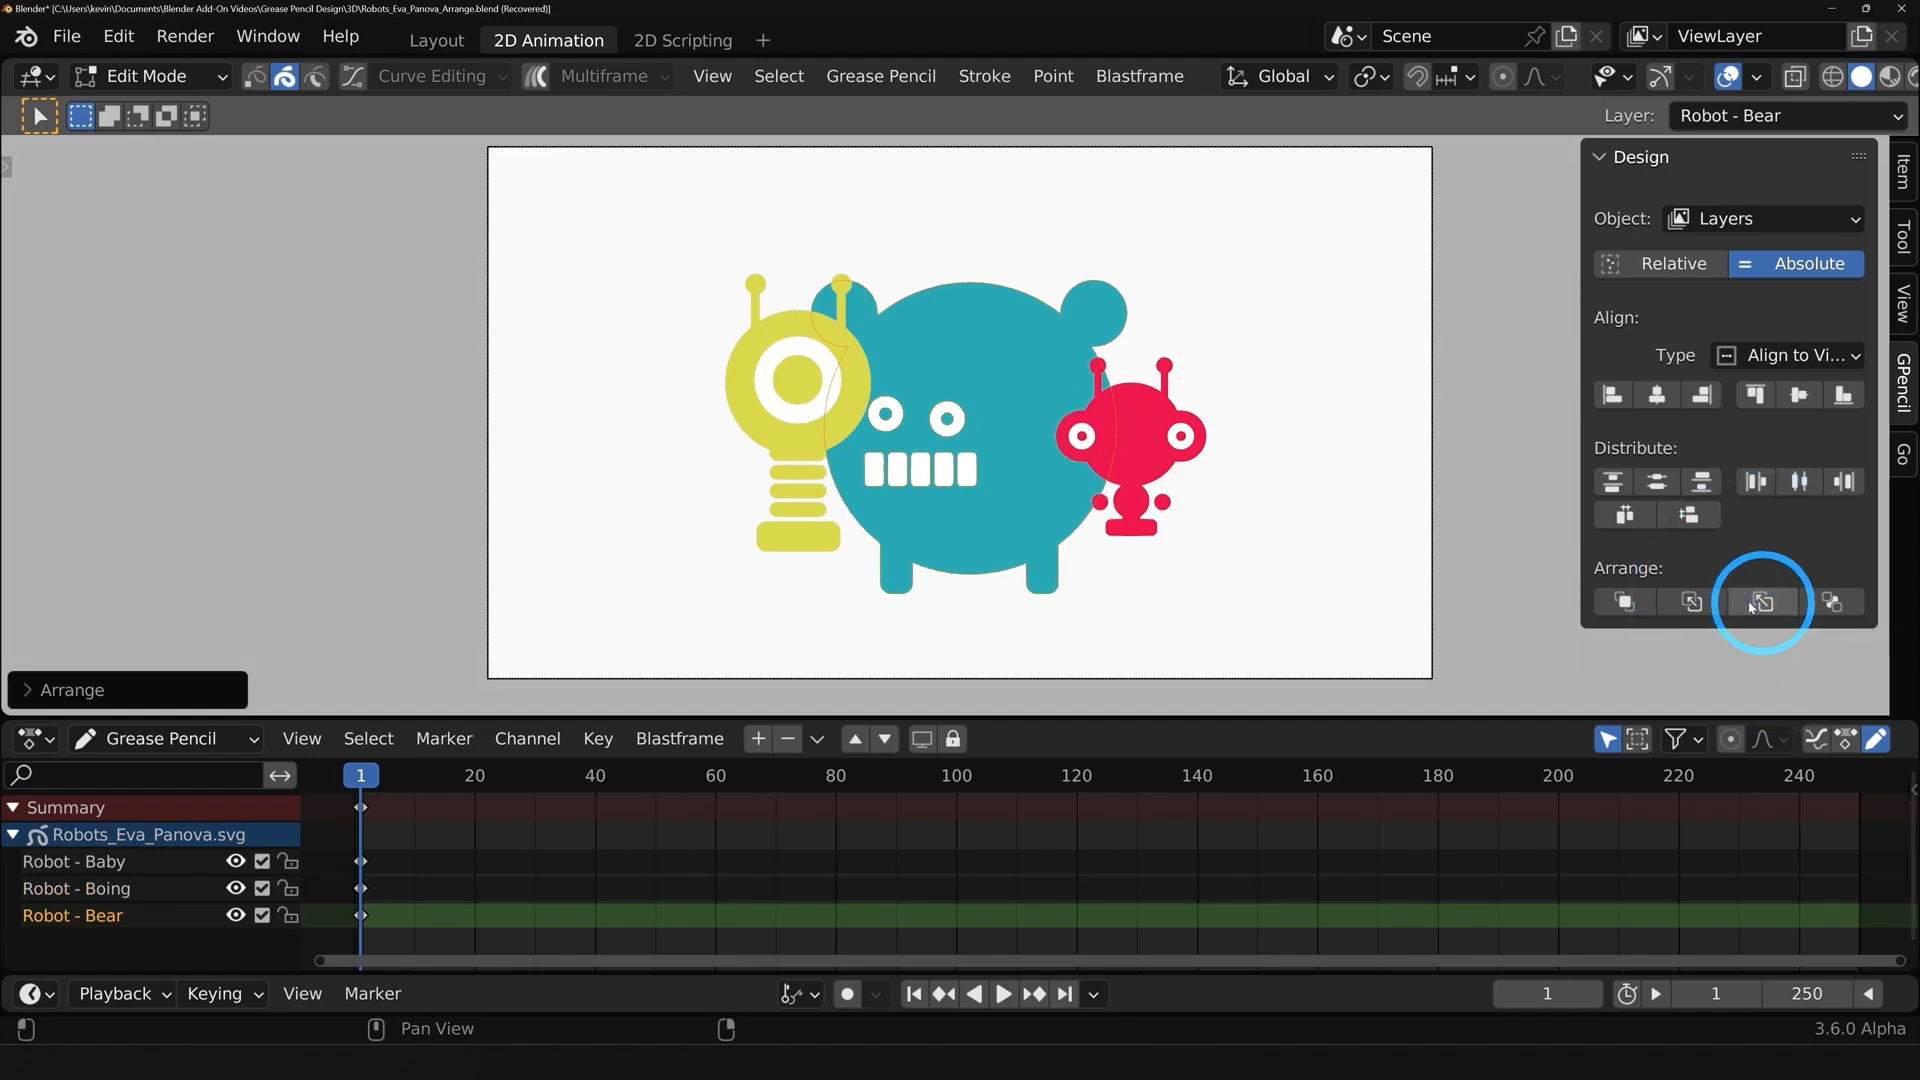 Blender* [C:\Users\kevin\Documents\Blender Add-On Videos\Grease Pencil Design\3D\Robots_Eva_Panova_Arrange.blend (Recovered)]
File Edit Render Window Help Layout 2D Animation 2D Scripting + Scene ViewLayer
Edit Mode Curve Editing Multiframe View Select Grease Pencil Stroke Point Blastframe Global
Layer: Robot - Bear
Design
Object: Layers
Relative Absolute
Align:
Type Align to Vi...
Distribute:
Arrange:
Item
Tool
View
GPencil
Go
Arrange
Grease Pencil View Select Marker Channel Key Blastframe
1 20 40 60 80 100 120 140 160 180 200 220 240
Summary
Robots_Eva_Panova.svg
Robot - Baby
Robot - Boing
Robot - Bear
Playback Keying View Marker 1 1 250
Pan View 3.6.0 Alpha